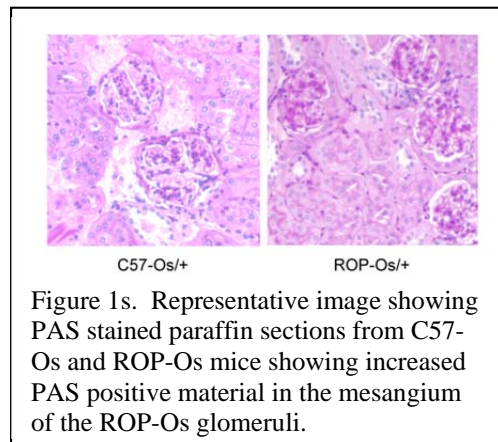 C57-Os/+
ROP-Os/+
Figure 1s. Representative image showing
PAS stained paraffin sections from C57-
Os and ROP-Os mice showing increased
PAS positive material in the mesangium
of the ROP-Os glomeruli.